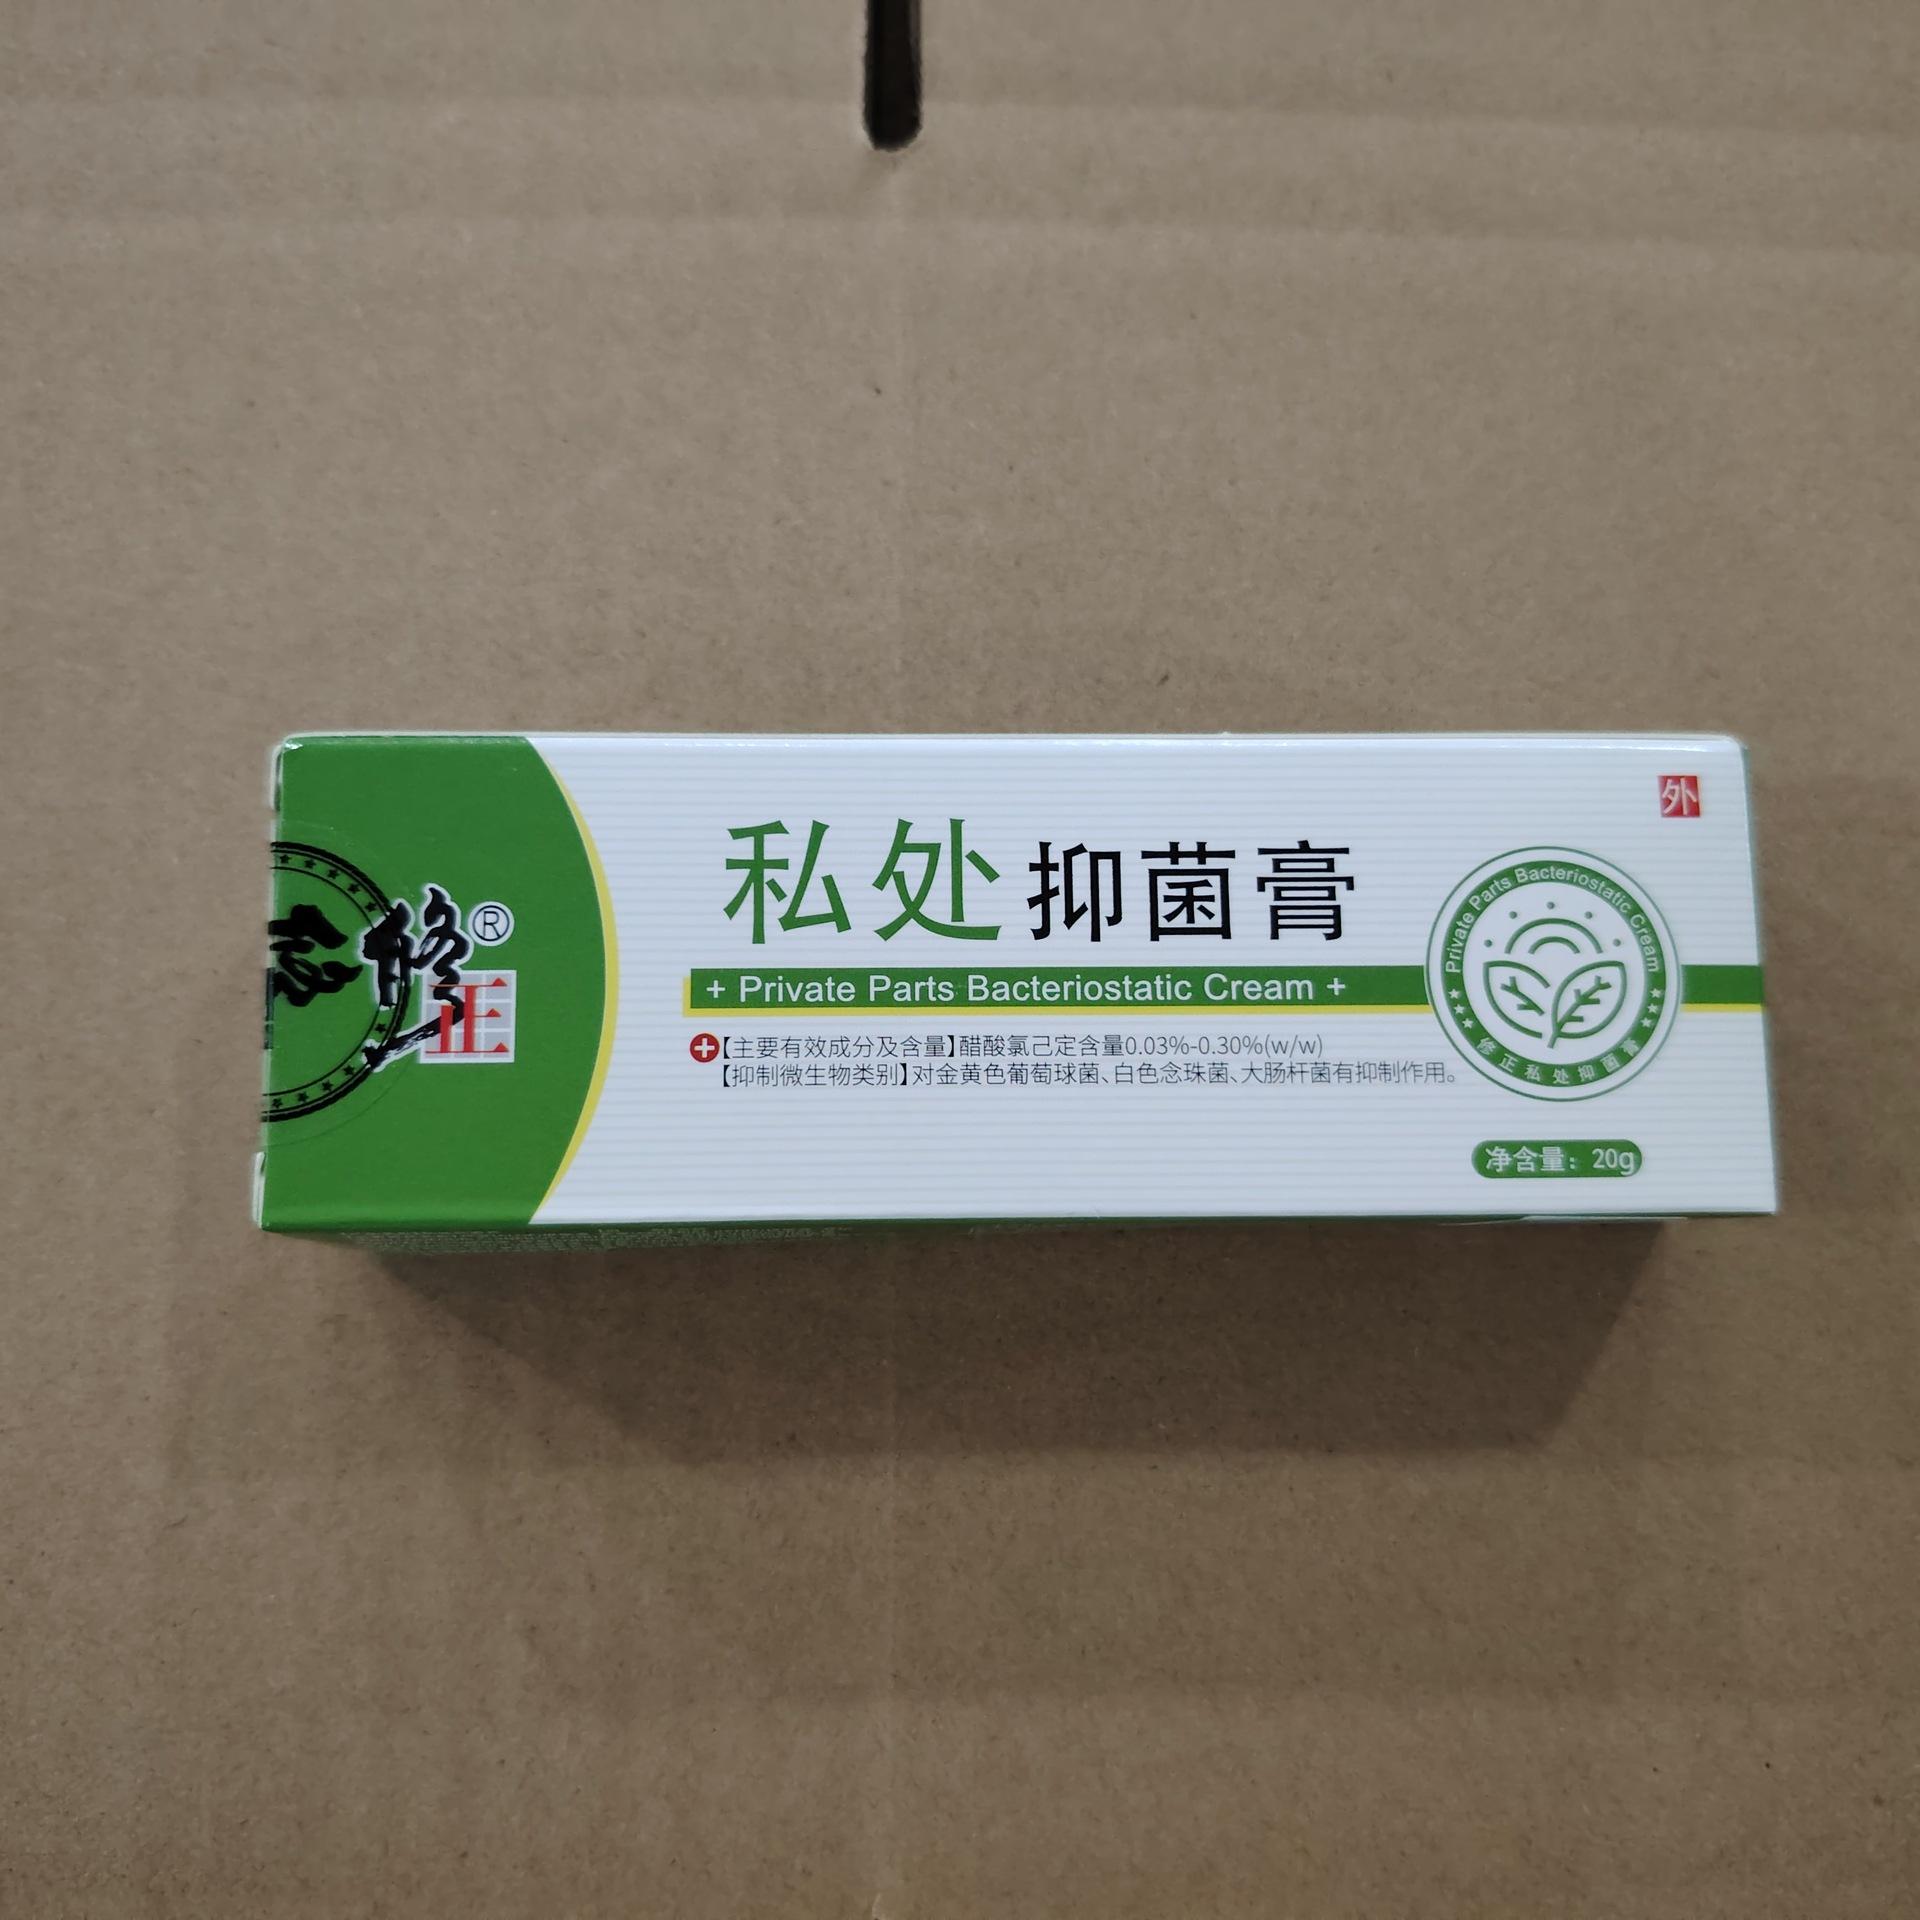 修正®
外
私处抑菌膏
+ Private Parts Bacteriostatic Cream +
【主要有效成分及含量】醋酸氯己定含量0.03%-0.30%(w/w)
【抑制微生物类别】对金黄色葡萄球菌、白色念珠菌、大肠杆菌有抑制作用。
Private Parts Bacteriostatic Cream
修正私处抑菌膏
净含量：20g